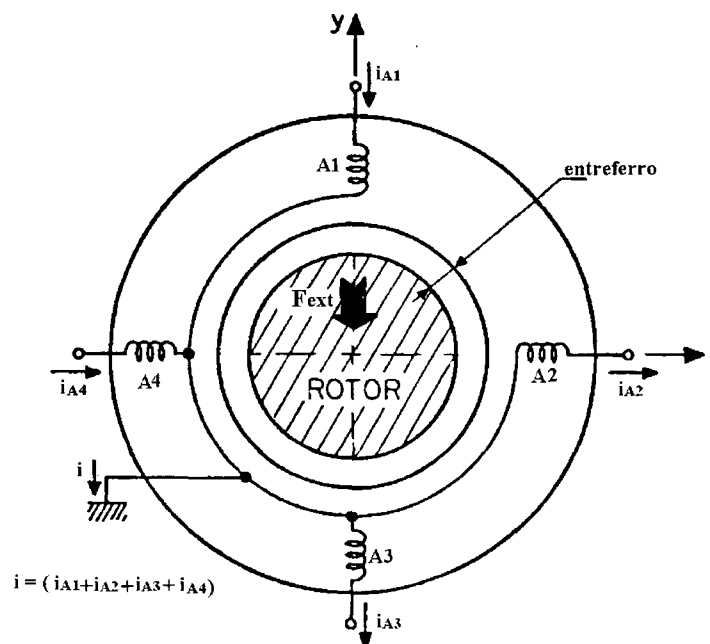 y
iA1
A1
entreferro
Fext
ROTOR
A4
A2
iA4
iA2
i
A3
i = ( iA1+iA2+iA3+iA4)
iA3